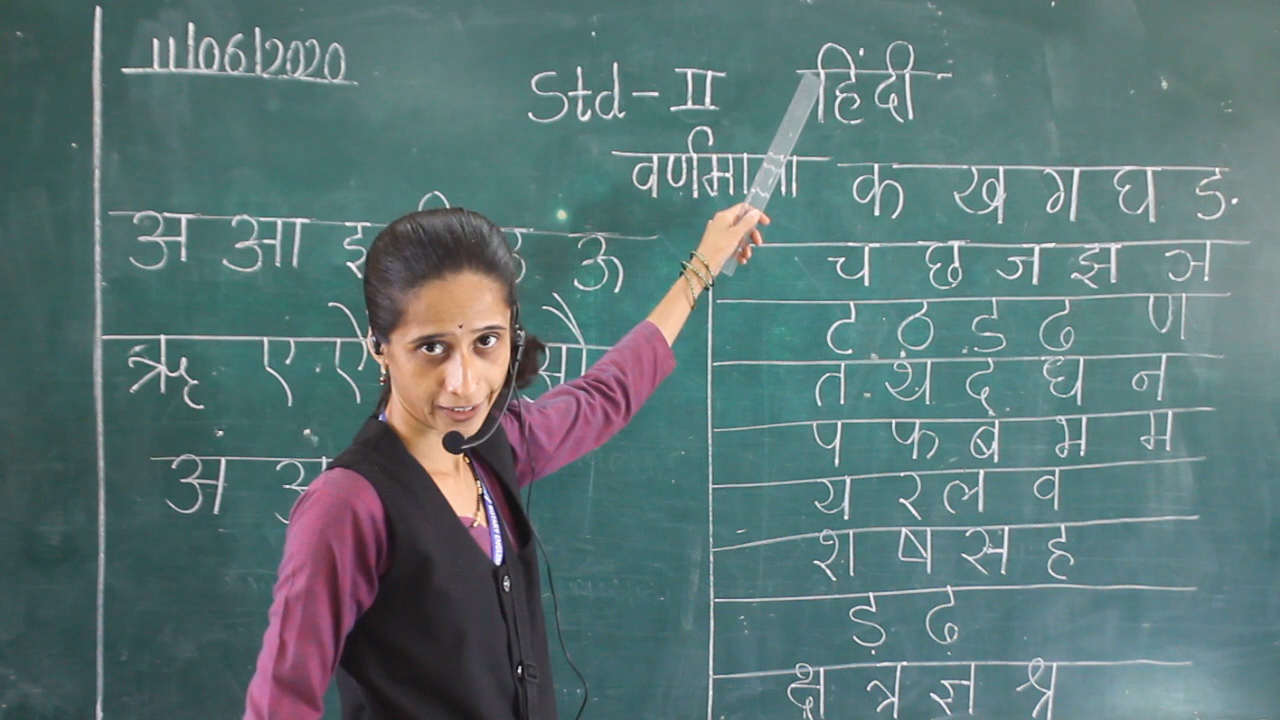 11/06/2020
Std - II हिंदी
वर्णमाला
अ आ इ ऊ
ऋ ए ऐ
अ
क ख ग घ ङ
च छ ज झ ञ
ट ठ ड ढ ण
त थ द ध न
प फ ब भ म
य र ल व
श ष स ह
ड़ ढ़
क्ष त्र ज्ञ श्र